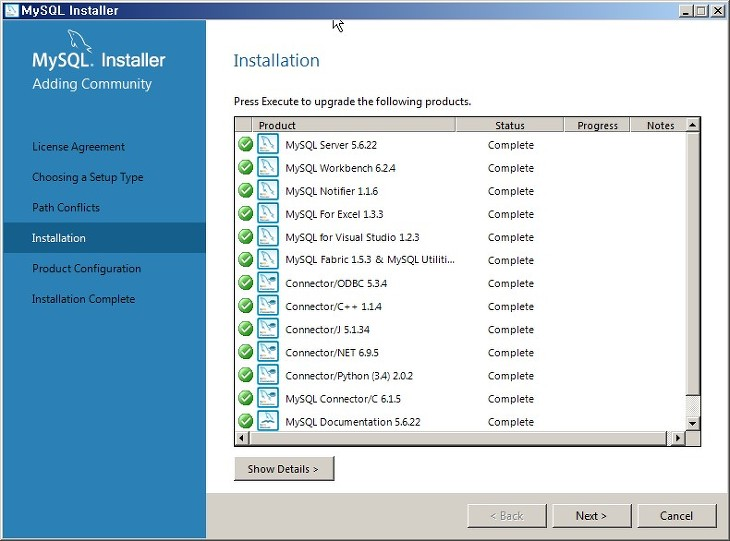 MySQL Installer
MySQL. Installer
Adding Community
License Agreement
Choosing a Setup Type
Path Conflicts
Installation
Product Configuration
Installation Complete
Installation
Press Execute to upgrade the following products.
Product Status Progress Notes
MySQL Server 5.6.22 Complete
MySQL Workbench 6.2.4 Complete
MySQL Notifier 1.1.6 Complete
MySQL For Excel 1.3.3 Complete
MySQL for Visual Studio 1.2.3 Complete
MySQL Fabric 1.5.3 & MySQL Utiliti... Complete
Connector/ODBC 5.3.4 Complete
Connector/C++ 1.1.4 Complete
Connector/J 5.1.34 Complete
Connector/NET 6.9.5 Complete
Connector/Python (3.4) 2.0.2 Complete
MySQL Connector/C 6.1.5 Complete
MySQL Documentation 5.6.22 Complete
Show Details >
< Back Next > Cancel